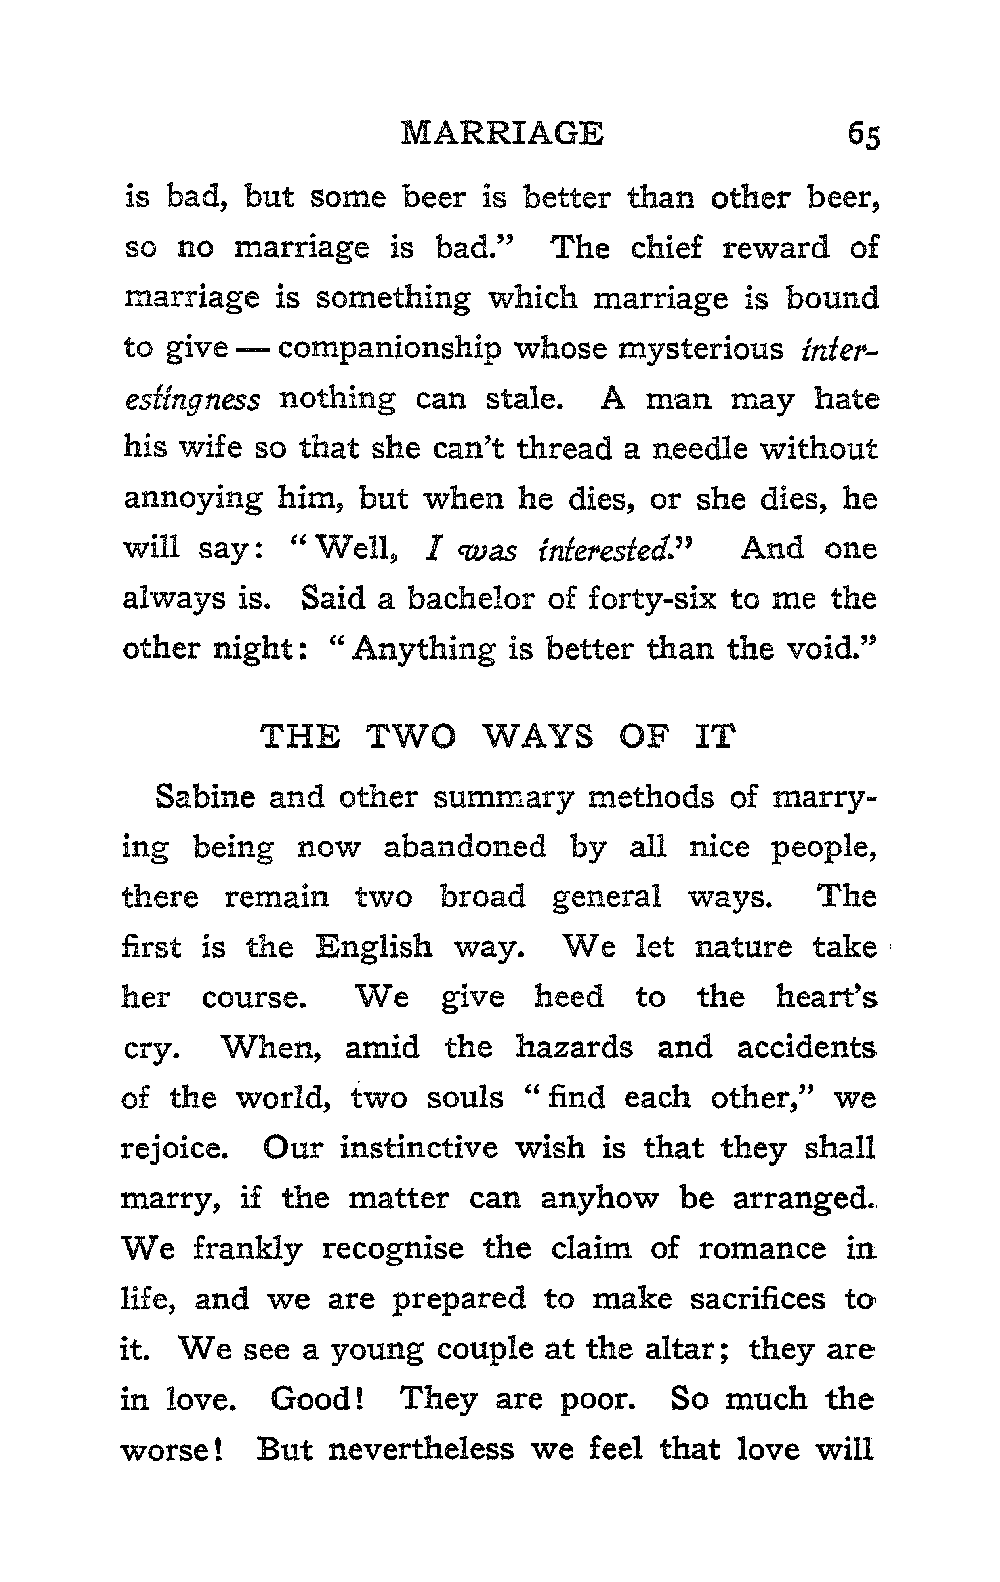 MARRIAGE 65
is bad, but some beer is better than other beer,
so no marriage is bad.” The chief reward of
marriage is something which marriage is bound
to give — companionship whose mysterious inter-
estingness nothing can stale. A man may hate
his wife so that she can’t thread a needle without
annoying him, but when he dies, or she dies, he
will say: “Well, I was interested.” And one
always is. Said a bachelor of forty-six to me the
other night: “Anything is better than the void.”
THE TWO WAYS OF IT
Sabine and other summary methods of marry-
ing being now abandoned by all nice people,
there remain two broad general ways. The
first is the English way. We let nature take
her course. We give heed to the heart’s
cry. When, amid the hazards and accidents
of the world, two souls “find each other,” we
rejoice. Our instinctive wish is that they shall
marry, if the matter can anyhow be arranged.
We frankly recognise the claim of romance in
life, and we are prepared to make sacrifices to
it. We see a young couple at the altar; they are
in love. Good! They are poor. So much the
worse! But nevertheless we feel that love will